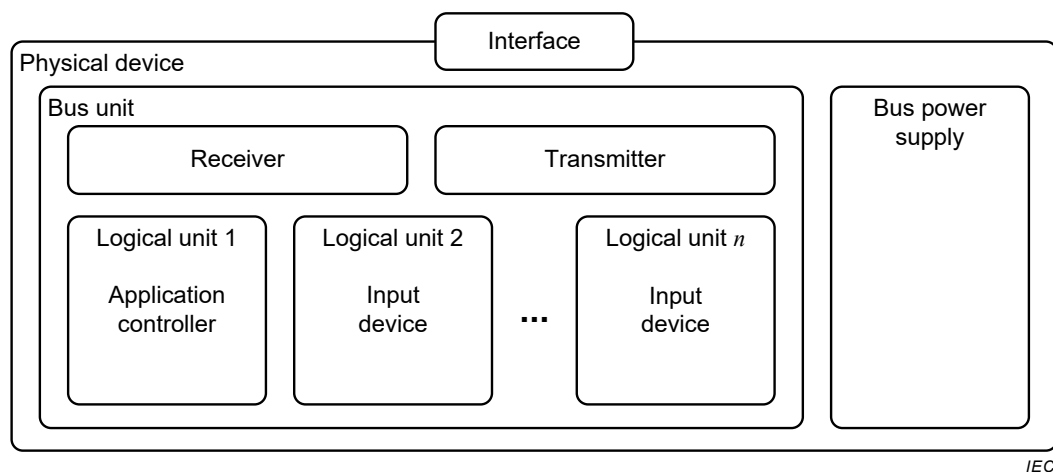 Interface
Physical device
Bus unit
Bus power
supply
Receiver
Transmitter
Logical unit 1
Application
controller
Logical unit 2
Input
device
...
Logical unit n
Input
device
IEC